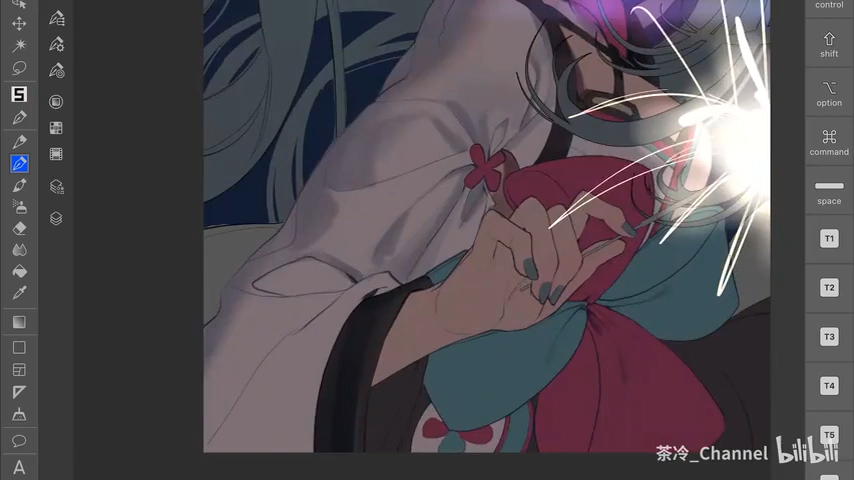 control
shift
option
command
space
T1
T2
T3
T4
T5
A
茶冷_Channel bilibili